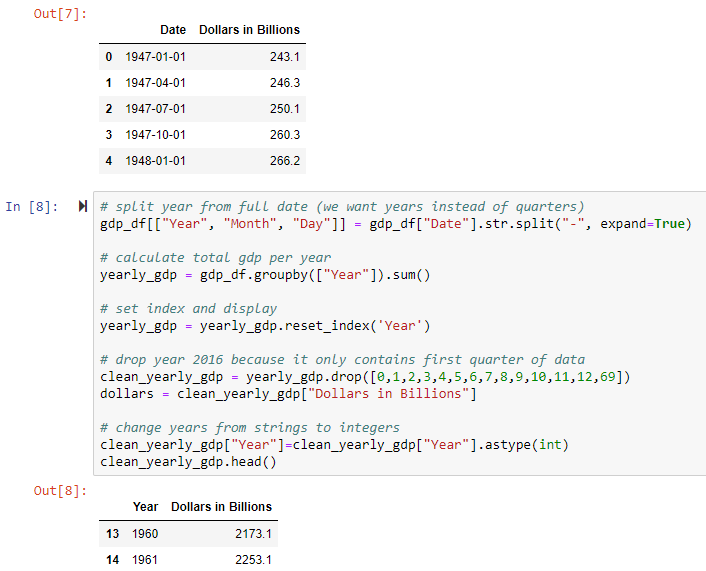 Out[7]:
Date Dollars in Billions
0 1947-01-01 243.1
1 1947-04-01 246.3
2 1947-07-01 250.1
3 1947-10-01 260.3
4 1948-01-01 266.2
In [8]:
# split year from full date (we want years instead of quarters)
gdp_df[["Year", "Month", "Day"]] = gdp_df["Date"].str.split("-", expand=True)
# calculate total gdp per year
yearly_gdp = gdp_df.groupby(["Year"]).sum()
# set index and display
yearly_gdp = yearly_gdp.reset_index('Year')
# drop year 2016 because it only contains first quarter of data
clean_yearly_gdp = yearly_gdp.drop([0,1,2,3,4,5,6,7,8,9,10,11,12,69])
dollars = clean_yearly_gdp["Dollars in Billions"]
# change years from strings to integers
clean_yearly_gdp["Year"]=clean_yearly_gdp["Year"].astype(int)
clean_yearly_gdp.head()
Out[8]:
Year Dollars in Billions
13 1960 2173.1
14 1961 2253.1